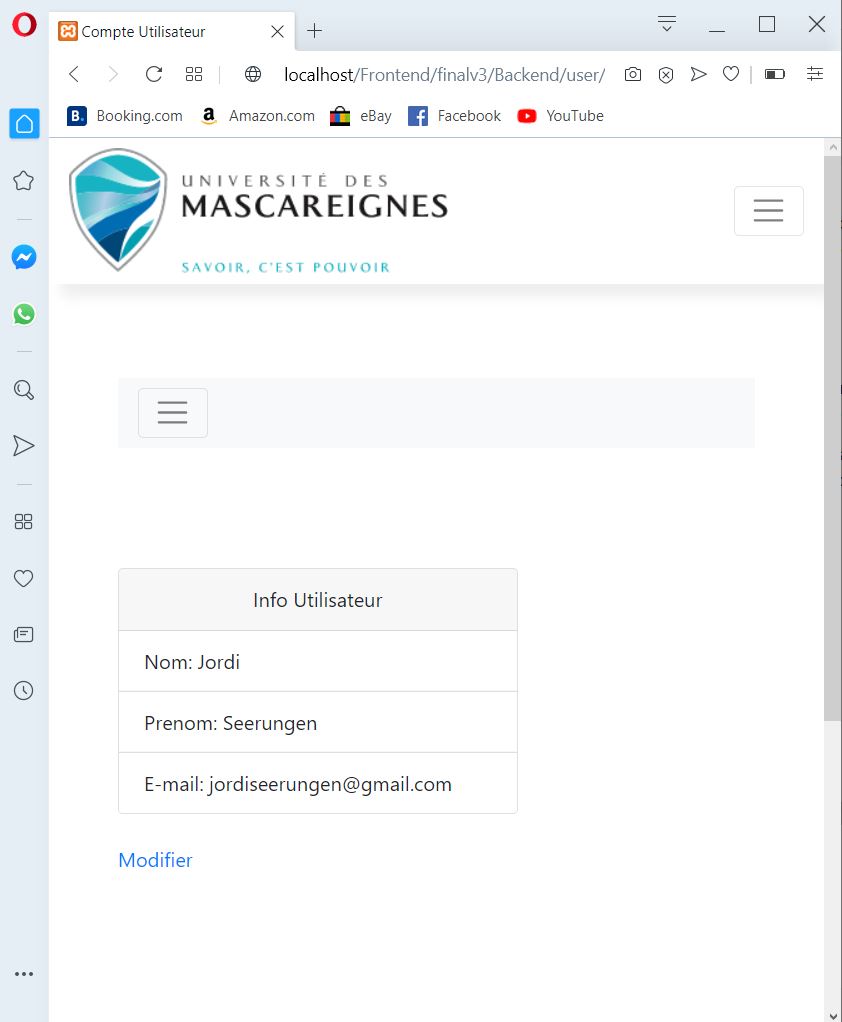 Compte Utilisateur
localhost/Frontend/finalv3/Backend/user/
B. Booking.com a Amazon.com eBay Facebook YouTube
UNIVERSITÉ DES
MASCAREIGNES
SAVOIR, C'EST POUVOIR
Info Utilisateur
Nom: Jordi
Prenom: Seerungen
E-mail: jordiseerungen@gmail.com
Modifier